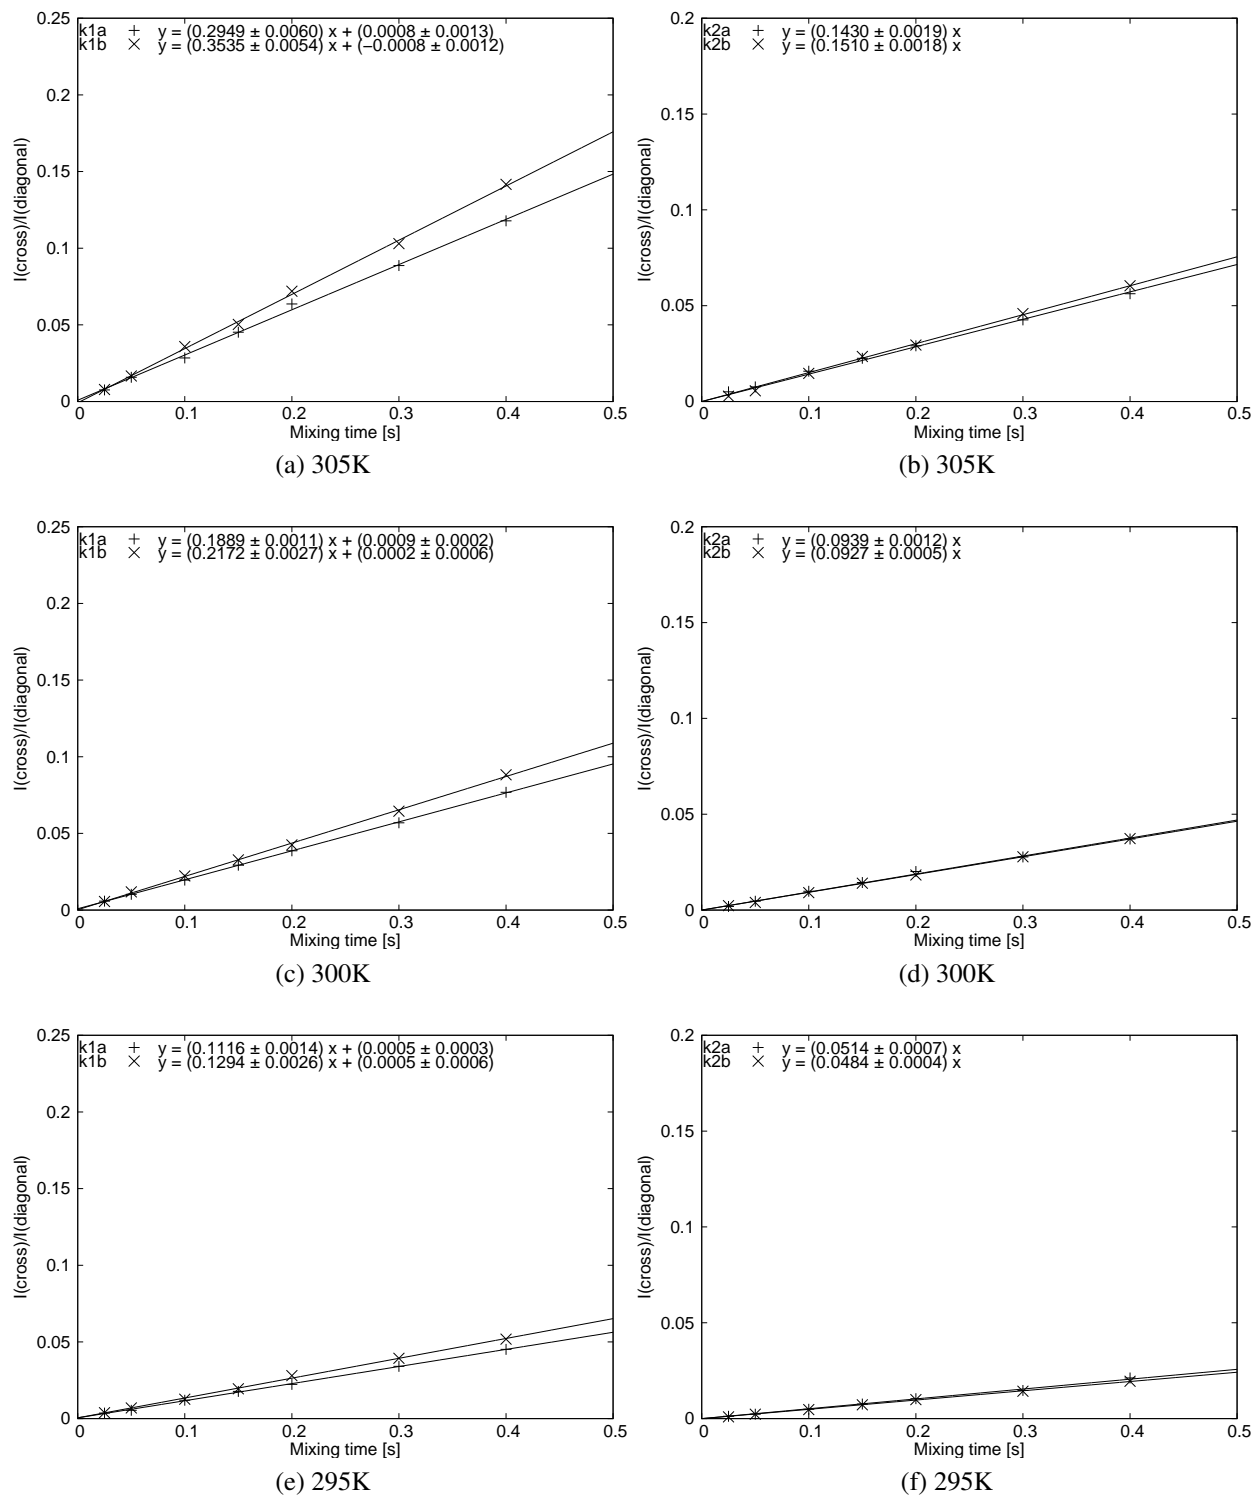 0.25
k1a + y = (0.2949 ± 0.0060) x + (0.0008 ± 0.0013)
k1b × y = (0.3535 ± 0.0054) x + (−0.0008 ± 0.0012)
0.2
0.15
0.1
0.05
0
I(cross)/I(diagonal)
0 0.1 0.2 0.3 0.4 0.5
Mixing time [s]
(a) 305K
0.2
k2a + y = (0.1430 ± 0.0019) x
k2b × y = (0.1510 ± 0.0018) x
0.15
0.1
0.05
0
I(cross)/I(diagonal)
0 0.1 0.2 0.3 0.4 0.5
Mixing time [s]
(b) 305K
0.25
k1a + y = (0.1889 ± 0.0011) x + (0.0009 ± 0.0002)
k1b × y = (0.2172 ± 0.0027) x + (0.0002 ± 0.0006)
0.2
0.15
0.1
0.05
0
I(cross)/I(diagonal)
0 0.1 0.2 0.3 0.4 0.5
Mixing time [s]
(c) 300K
0.2
k2a + y = (0.0939 ± 0.0012) x
k2b × y = (0.0927 ± 0.0005) x
0.15
0.1
0.05
0
I(cross)/I(diagonal)
0 0.1 0.2 0.3 0.4 0.5
Mixing time [s]
(d) 300K
0.25
k1a + y = (0.1116 ± 0.0014) x + (0.0005 ± 0.0003)
k1b × y = (0.1294 ± 0.0026) x + (0.0005 ± 0.0006)
0.2
0.15
0.1
0.05
0
I(cross)/I(diagonal)
0 0.1 0.2 0.3 0.4 0.5
Mixing time [s]
(e) 295K
0.2
k2a + y = (0.0514 ± 0.0007) x
k2b × y = (0.0484 ± 0.0004) x
0.15
0.1
0.05
0
I(cross)/I(diagonal)
0 0.1 0.2 0.3 0.4 0.5
Mixing time [s]
(f) 295K